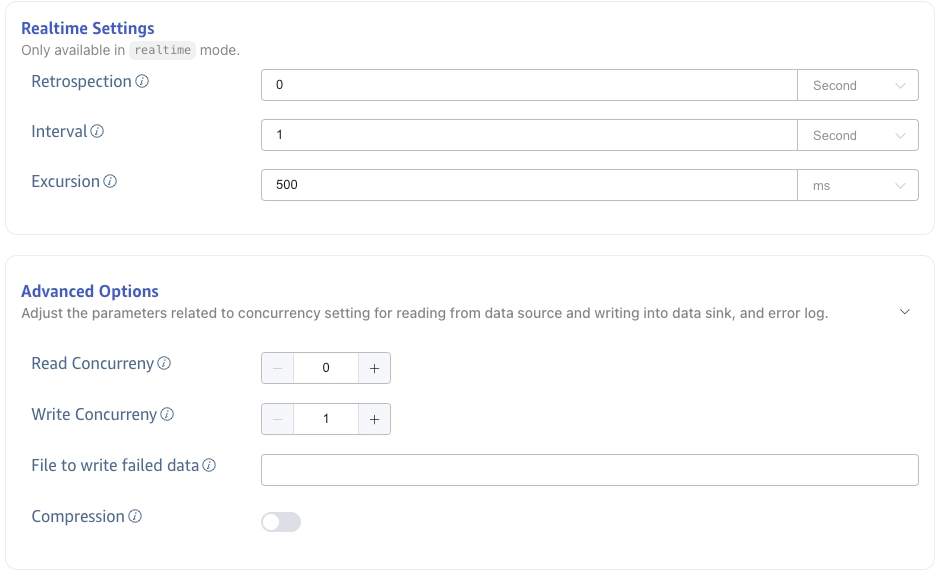 Realtime Settings
Only available in realtime mode.
Retrospection
0 Second
Interval
1 Second
Excursion
500 ms
Advanced Options
Adjust the parameters related to concurrency setting for reading from data source and writing into data sink, and error log.
Read Concurreny
0
Write Concurreny
1
File to write failed data
Compression